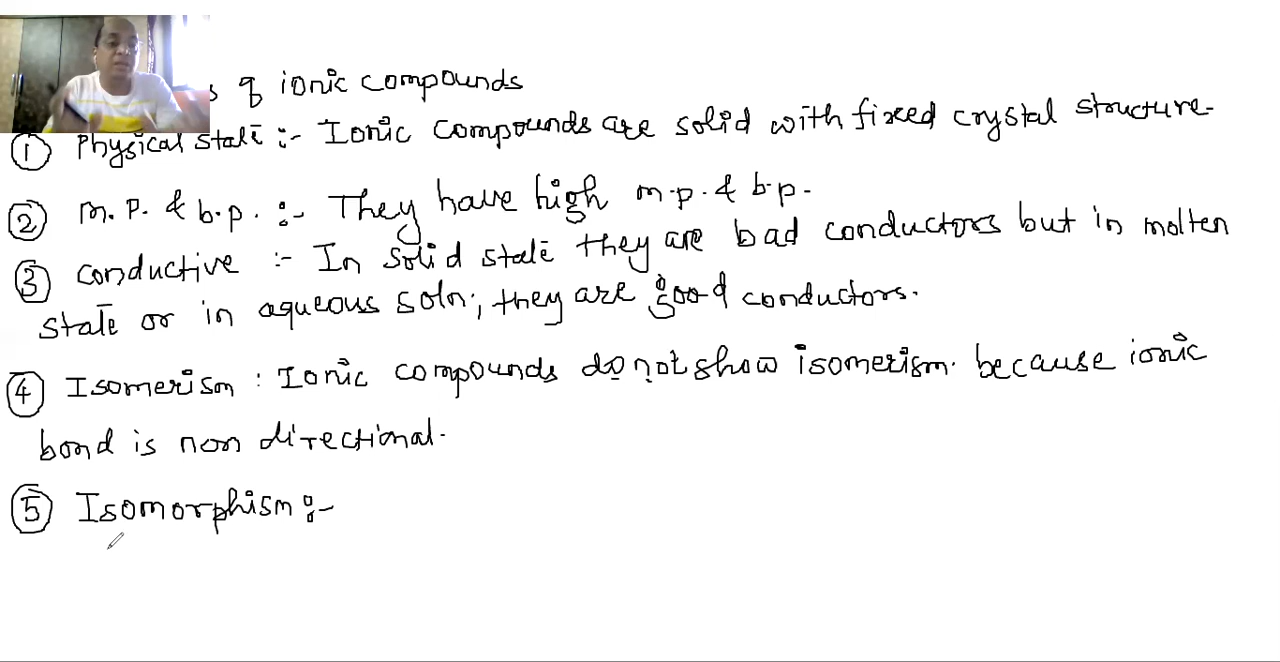 s of ionic compounds
① Physical state :- Ionic compounds are solid with fixed crystal structure-
② m.p. & b.p. :- They have high m.p. & b.p.
③ conductive :- In solid state they are bad conductors but in molten
state or in aqueous soln; they are good conductors.
④ Isomerism : Ionic compounds do not show isomerism. because ionic
bond is non directional.
⑤ Isomorphism :-